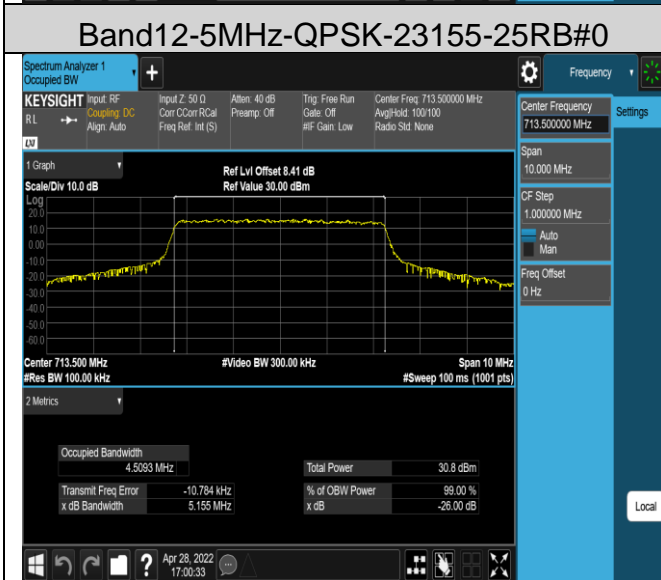 Band12-5MHz-QPSK-23155-25RB#0
Spectrum Analyzer 1
Occupied BW
+
Frequency
KEYSIGHT
RL
Input: RF
Coupling: DC
Align: Auto
Input Z: 50 Ω
Corr CCorr RCal
Freq Ref: Int (S)
Atten: 40 dB
Preamp: Off
Trig: Free Run
Gate: Off
#IF Gain: Low
Center Freq: 713.500000 MHz
Avg|Hold: 100/100
Radio Std: None
Center Frequency
713.500000 MHz
Settings
Span
10.000 MHz
CF Step
1.000000 MHz
Auto
Man
Freq Offset
0 Hz
1 Graph
Scale/Div 10.0 dB
Ref Lvl Offset 8.41 dB
Ref Value 30.00 dBm
Log
20.0
10.0
0.00
-10.0
-20.0
-30.0
-40.0
-50.0
-60.0
Center 713.500 MHz
#Video BW 300.00 kHz
Span 10 MHz
#Res BW 100.00 kHz
#Sweep 100 ms (1001 pts)
2 Metrics
Occupied Bandwidth
4.5093 MHz
Total Power 30.8 dBm
Transmit Freq Error -10.784 kHz
% of OBW Power 99.00 %
x dB Bandwidth 5.155 MHz
x dB -26.00 dB
Local
?
Apr 28, 2022
17:00:33